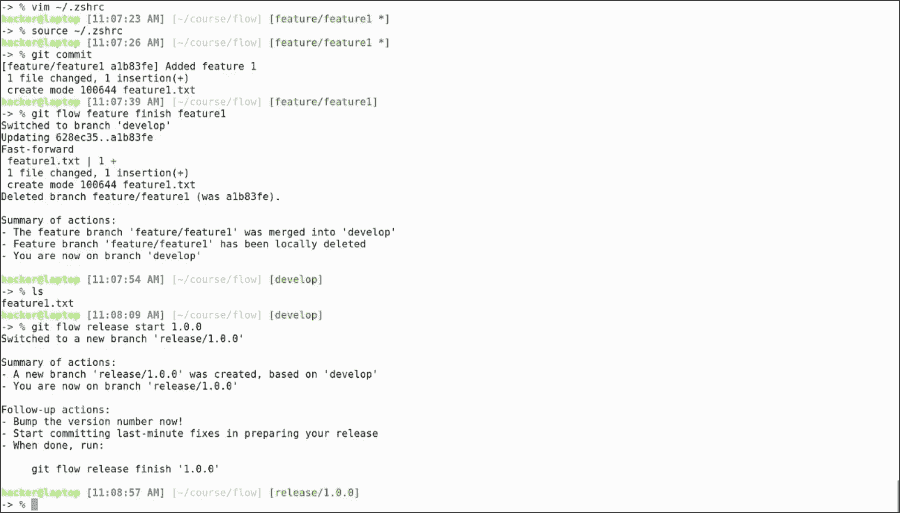 -> % vim ~/.zshrc
hacker@laptop [11:07:23 AM] [~/course/flow] [feature/feature1 *]
-> % source ~/.zshrc
hacker@laptop [11:07:26 AM] [~/course/flow] [feature/feature1 *]
-> % git commit
[feature/feature1 a1b83fe] Added feature 1
 1 file changed, 1 insertion(+)
 create mode 100644 feature1.txt
hacker@laptop [11:07:39 AM] [~/course/flow] [feature/feature1]
-> % git flow feature finish feature1
Switched to branch 'develop'
Updating 628ec35..a1b83fe
Fast-forward
 feature1.txt | 1 +
 1 file changed, 1 insertion(+)
 create mode 100644 feature1.txt
Deleted branch feature/feature1 (was a1b83fe).

Summary of actions:
- The feature branch 'feature/feature1' was merged into 'develop'
- Feature branch 'feature/feature1' has been locally deleted
- You are now on branch 'develop'

hacker@laptop [11:07:54 AM] [~/course/flow] [develop]
-> % ls
feature1.txt
hacker@laptop [11:08:09 AM] [~/course/flow] [develop]
-> % git flow release start 1.0.0
Switched to a new branch 'release/1.0.0'

Summary of actions:
- A new branch 'release/1.0.0' was created, based on 'develop'
- You are now on branch 'release/1.0.0'

Follow-up actions:
- Bump the version number now!
- Start committing last-minute fixes in preparing your release
- When done, run:

     git flow release finish '1.0.0'

hacker@laptop [11:08:57 AM] [~/course/flow] [release/1.0.0]
-> %